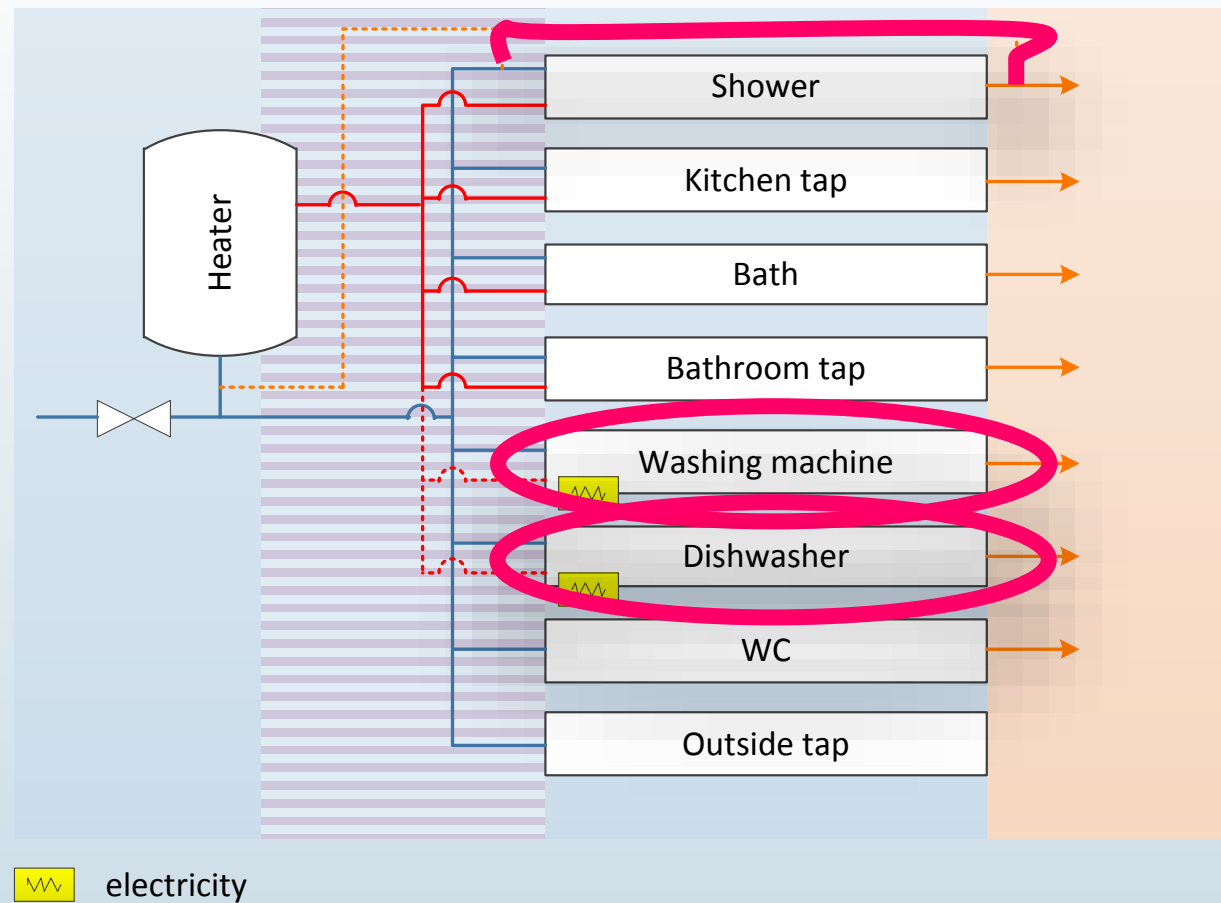 Shower
Kitchen tap
Heater
Bath
Bathroom tap
Washing machine
Dishwasher
WC
Outside tap
electricity